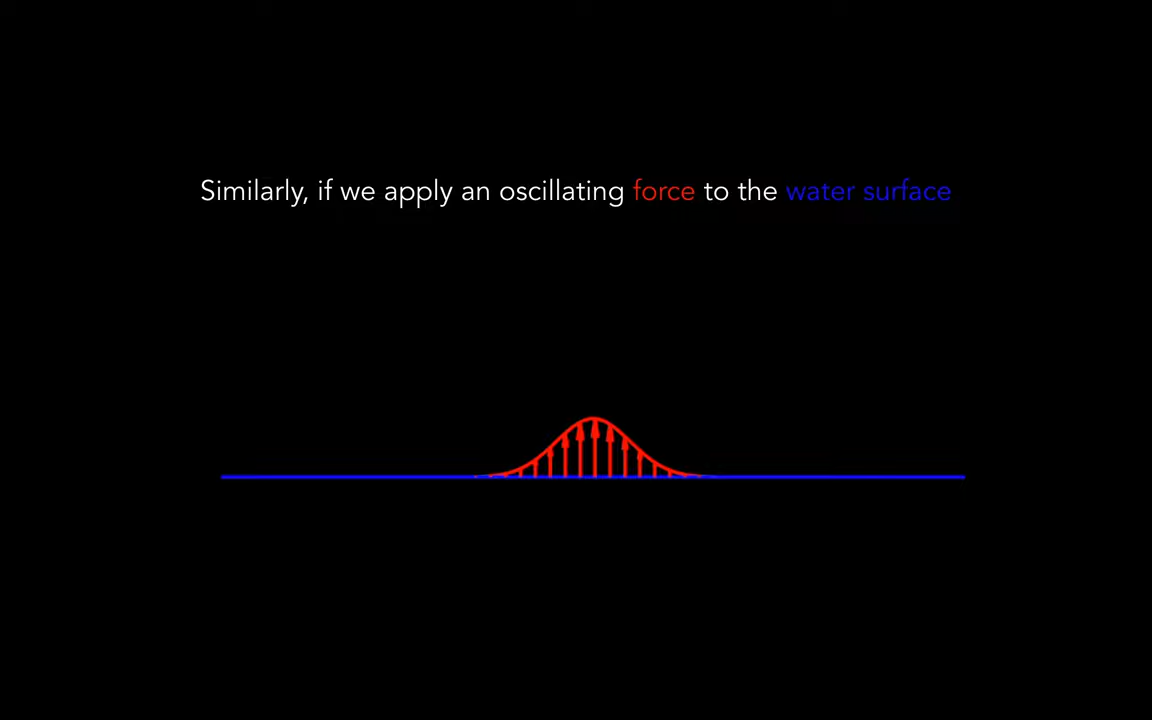 Similarly, if we apply an oscillating force to the water surface